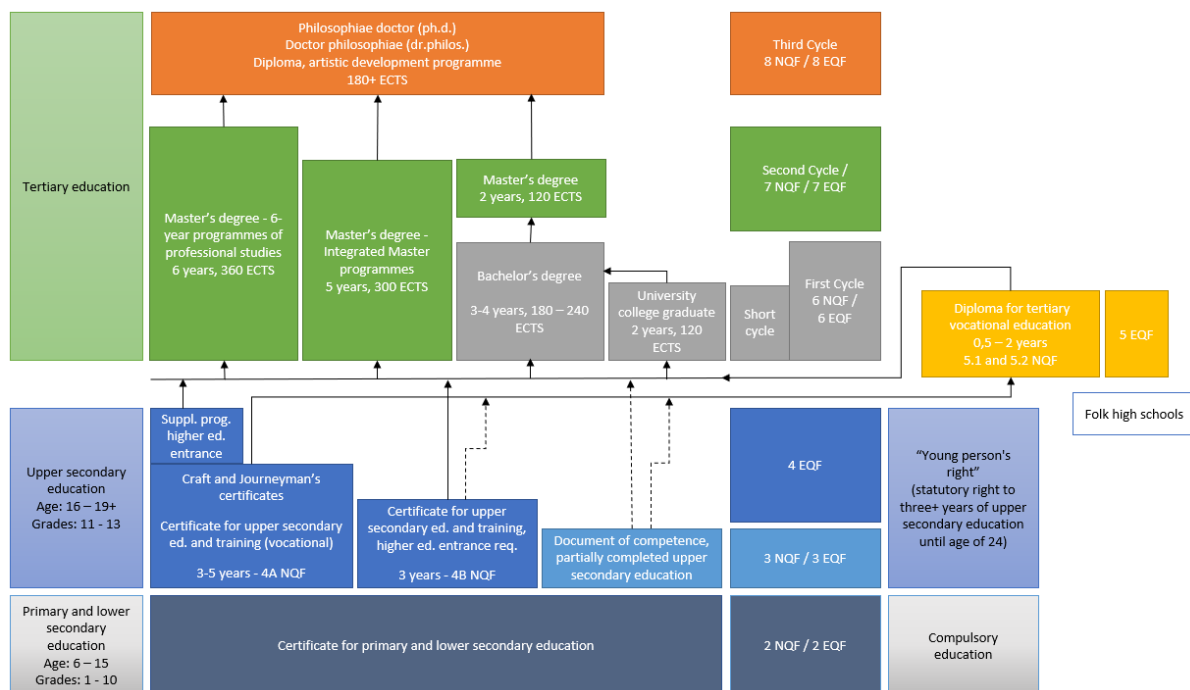 Philosophiae doctor (ph.d.)
Doctor philosophiae (dr.philos.)
Diploma, artistic development programme
180+ ECTS
Third Cycle
8 NQF / 8 EQF
Tertiary education
Master's degree - 6-
year programmes of
professional studies
6 years, 360 ECTS
Master's degree -
Integrated Master
programmes
5 years, 300 ECTS
Master's degree
2 years, 120 ECTS
Second Cycle /
7 NQF / 7 EQF
Bachelor's degree
3-4 years, 180 – 240
ECTS
University
college graduate
2 years, 120
ECTS
Short
cycle
First Cycle
6 NQF /
6 EQF
Diploma for tertiary
vocational education
0,5 – 2 years
5.1 and 5.2 NQF
5 EQF
Folk high schools
Upper secondary
education
Age: 16 – 19+
Grades: 11 - 13
Suppl. prog.
higher ed.
entrance
Craft and Journeyman's
certificates
Certificate for upper secondary
ed. and training (vocational)
3-5 years - 4A NQF
Certificate for upper
secondary ed. and training,
higher ed. entrance req.
3 years - 4B NQF
Document of competence,
partially completed upper
secondary education
4 EQF
3 NQF / 3 EQF
"Young person's
right"
(statutory right to
three+ years of upper
secondary education
until age of 24)
Primary and lower
secondary
education
Age: 6 – 15
Grades: 1 - 10
Certificate for primary and lower secondary education
2 NQF / 2 EQF
Compulsory
education